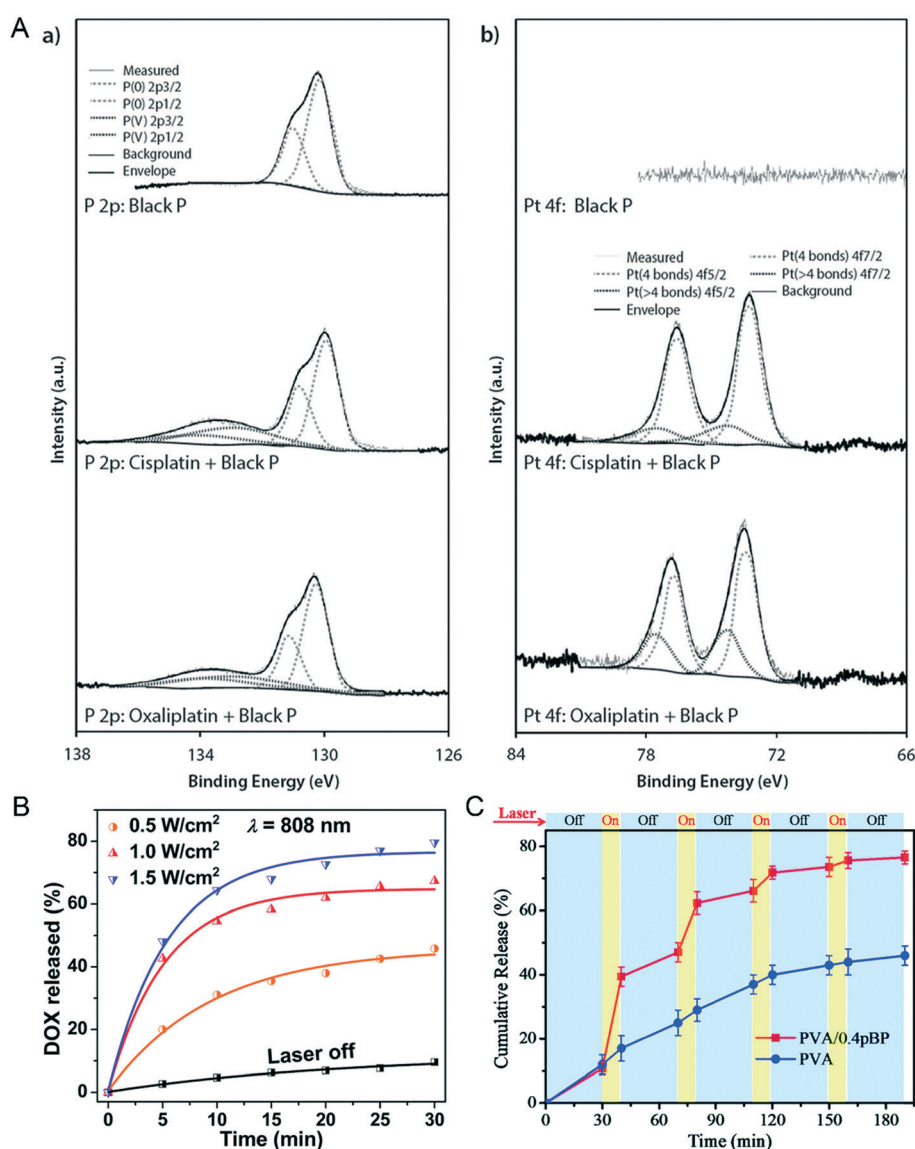 A
a)
Measured
P(0) 2p3/2
P(0) 2p1/2
P(V) 2p3/2
P(V) 2p1/2
Background
Envelope
P 2p: Black P
P 2p: Cisplatin + Black P
P 2p: Oxaliplatin + Black P
Intensity (a.u.)
138 134 130 126
Binding Energy (eV)
b)
Pt 4f: Black P
Measured Pt(4 bonds) 4f7/2
Pt(4 bonds) 4f5/2 Pt(>4 bonds) 4f7/2
Pt(>4 bonds) 4f5/2 Background
Envelope
Pt 4f: Cisplatin + Black P
Pt 4f: Oxaliplatin + Black P
Intensity (a.u.)
84 78 72 66
Binding Energy (eV)
B
0.5 W/cm² λ = 808 nm
1.0 W/cm²
1.5 W/cm²
Laser off
DOX released (%)
80
60
40
20
0
0 5 10 15 20 25 30
Time (min)
C
Laser Off On Off On Off On Off On Off
Cumulative Release (%)
80
60
40
20
0
PVA/0.4pBP
PVA
0 30 60 90 120 150 180
Time (min)